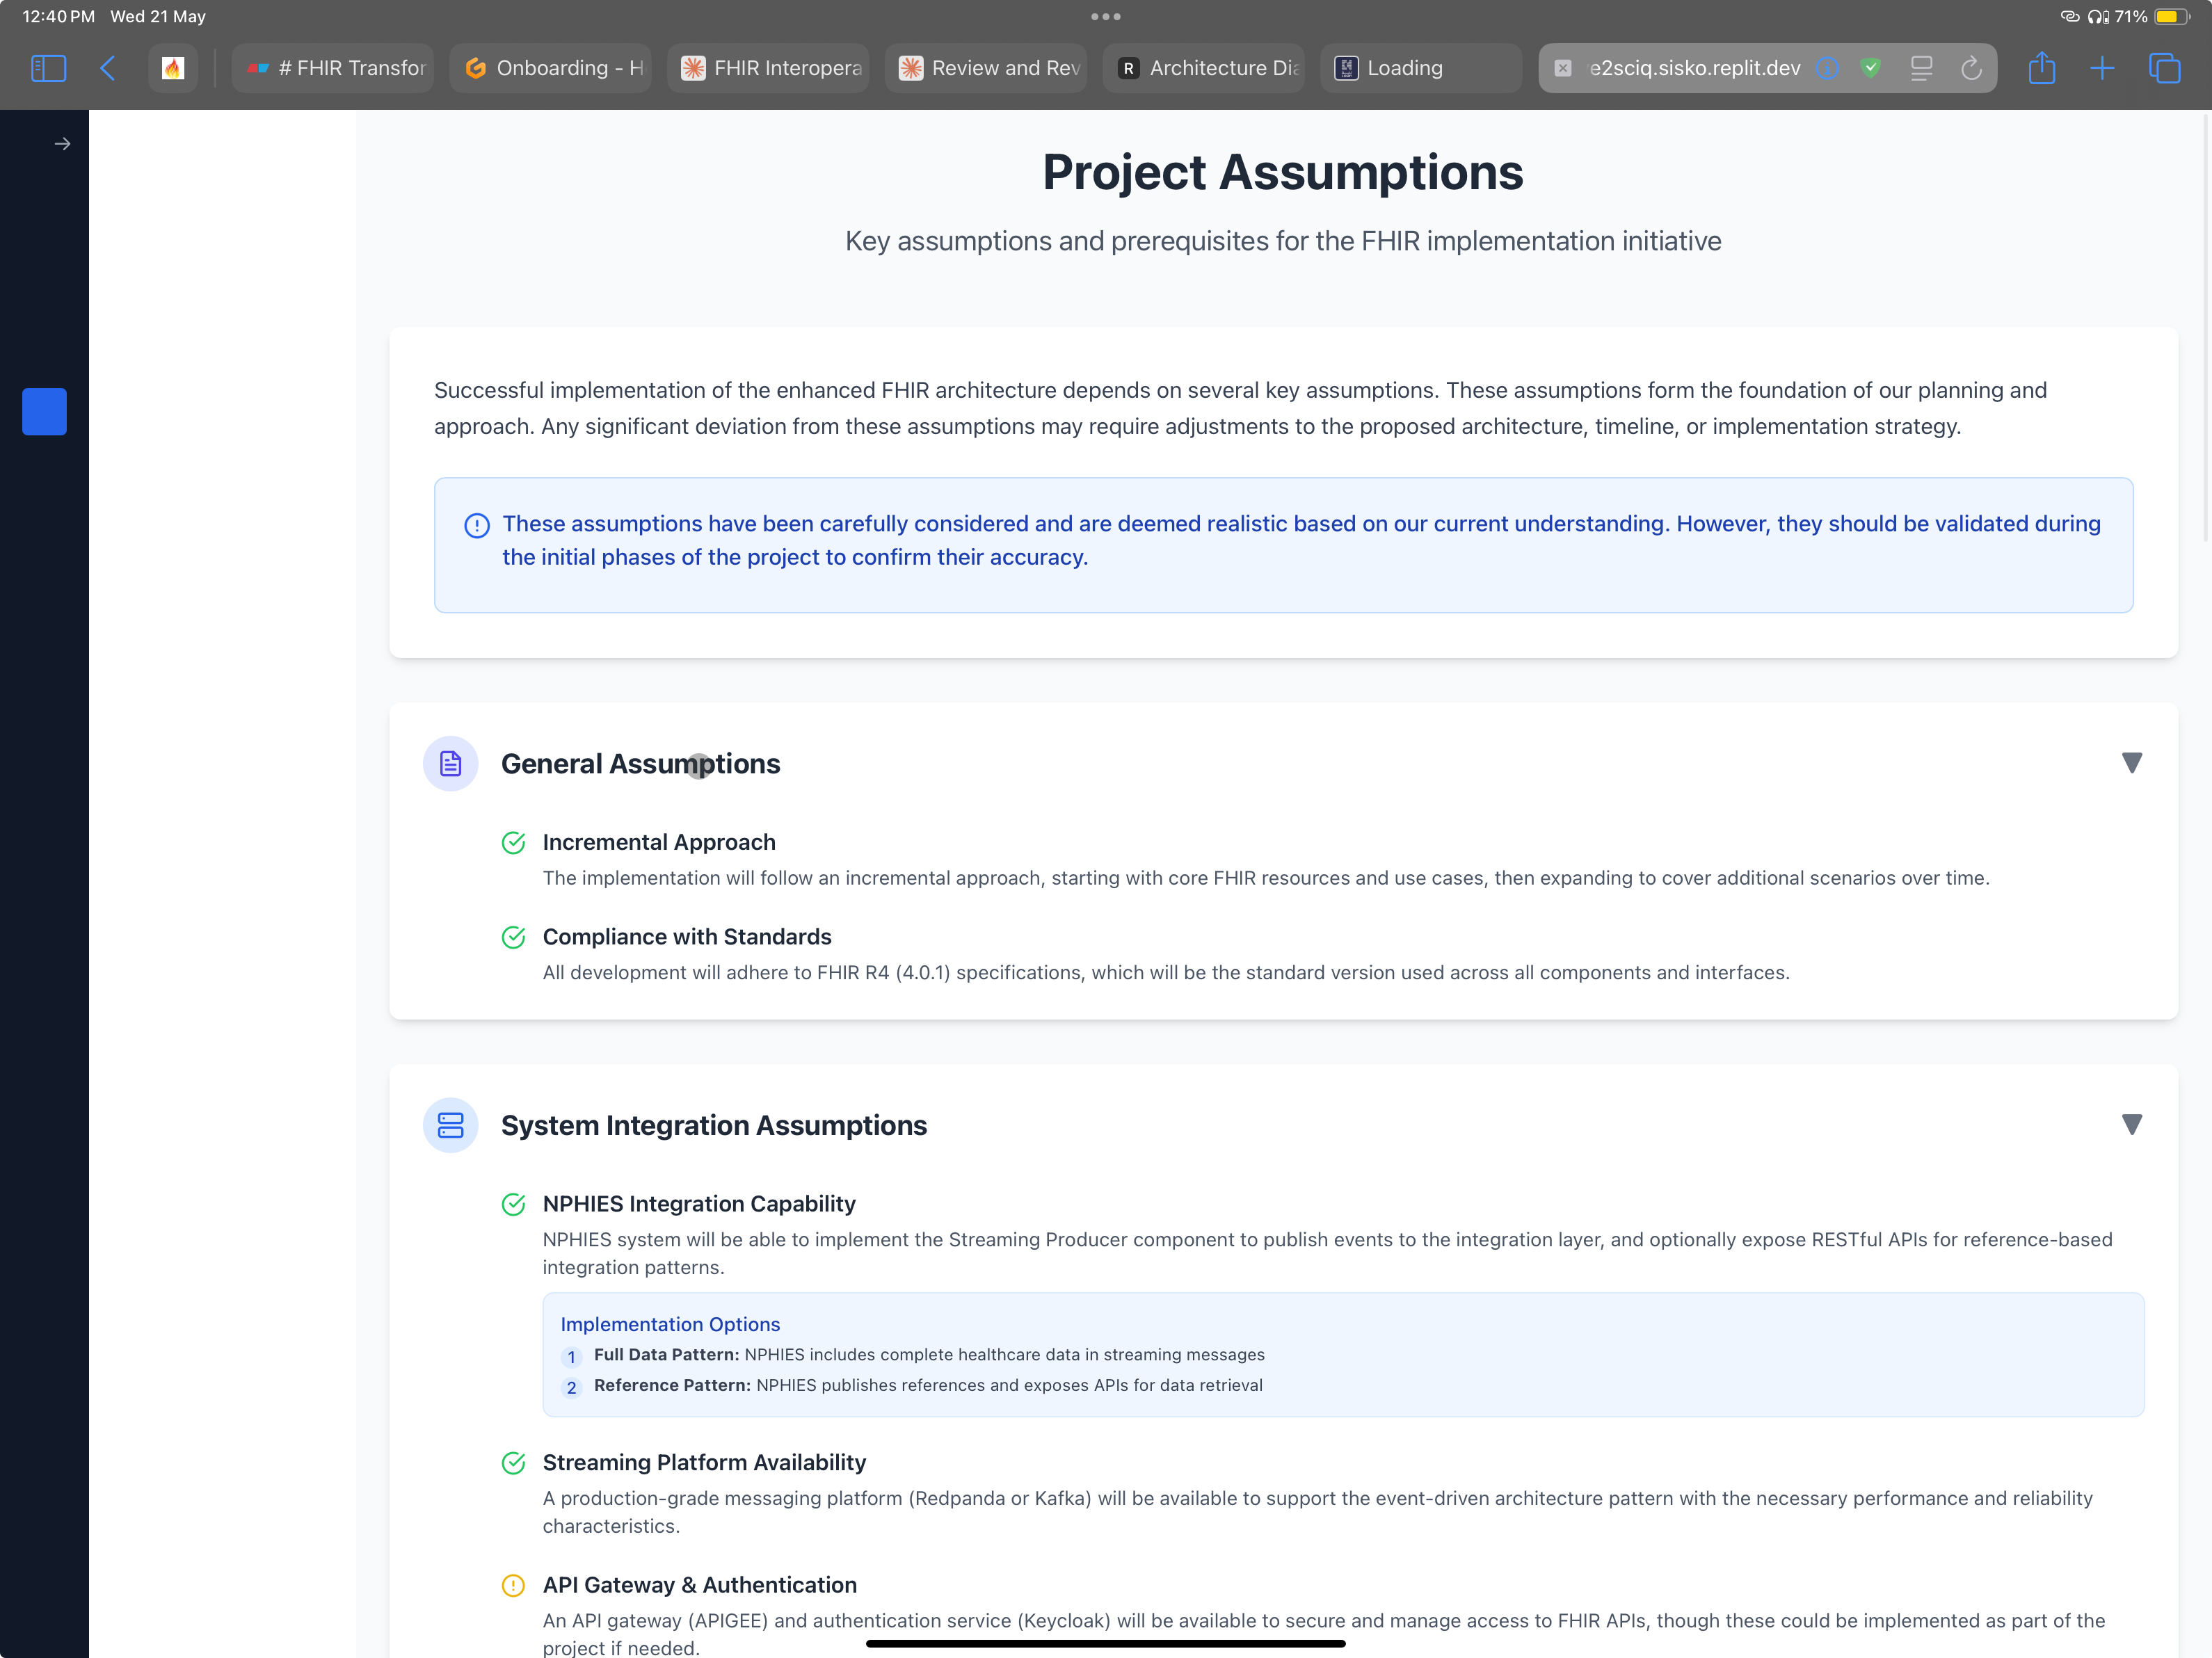 12:40 PM Wed 21 May
71%
# FHIR Transfor
Onboarding - H
FHIR Interopera
Review and Rev
R
Architecture Dia
Loading
e2sciq.sisko.replit.dev
Project Assumptions
Key assumptions and prerequisites for the FHIR implementation initiative
Successful implementation of the enhanced FHIR architecture depends on several key assumptions. These assumptions form the foundation of our planning and
approach. Any significant deviation from these assumptions may require adjustments to the proposed architecture, timeline, or implementation strategy.
These assumptions have been carefully considered and are deemed realistic based on our current understanding. However, they should be validated during
the initial phases of the project to confirm their accuracy.
General Assumptions
Incremental Approach
The implementation will follow an incremental approach, starting with core FHIR resources and use cases, then expanding to cover additional scenarios over time.
Compliance with Standards
All development will adhere to FHIR R4 (4.0.1) specifications, which will be the standard version used across all components and interfaces.
System Integration Assumptions
NPHIES Integration Capability
NPHIES system will be able to implement the Streaming Producer component to publish events to the integration layer, and optionally expose RESTful APIs for reference-based
integration patterns.
Implementation Options
1 Full Data Pattern: NPHIES includes complete healthcare data in streaming messages
2 Reference Pattern: NPHIES publishes references and exposes APIs for data retrieval
Streaming Platform Availability
A production-grade messaging platform (Redpanda or Kafka) will be available to support the event-driven architecture pattern with the necessary performance and reliability
characteristics.
API Gateway & Authentication
An API gateway (APIGEE) and authentication service (Keycloak) will be available to secure and manage access to FHIR APIs, though these could be implemented as part of the
project if needed.